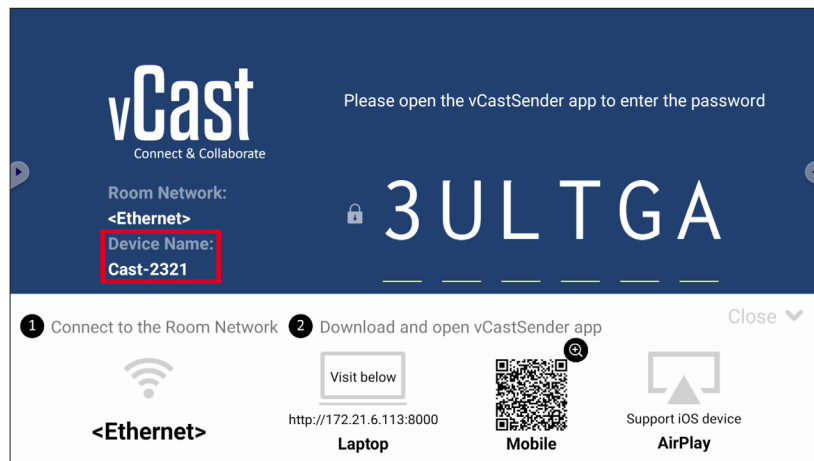 vCast
Connect & Collaborate
Please open the vCastSender app to enter the password
Room Network:
<Ethernet>
Device Name:
Cast-2321
3ULTGA
1 Connect to the Room Network
2 Download and open vCastSender app
Close
<Ethernet>
Visit below
http://172.21.6.113:8000
Laptop
Mobile
Support iOS device
AirPlay